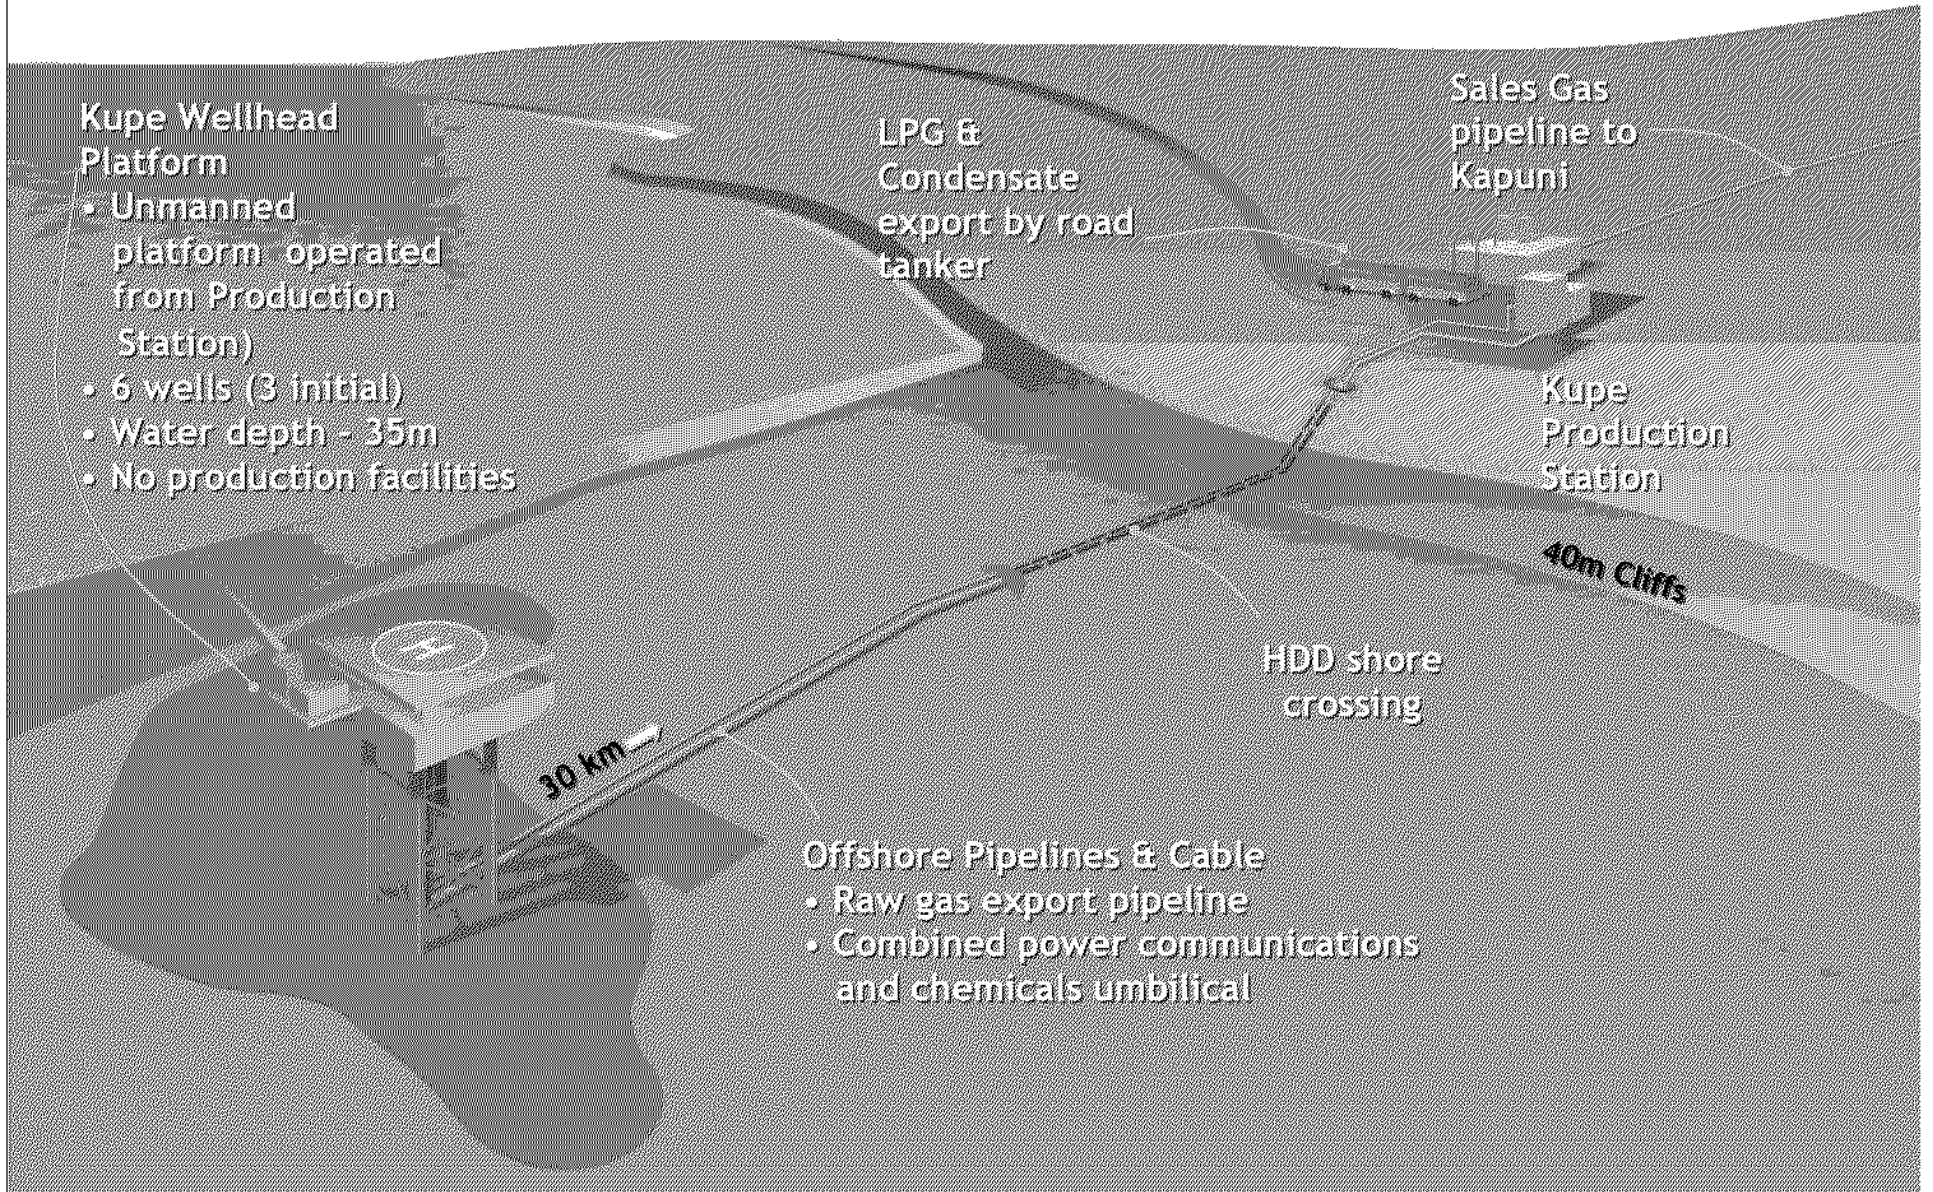 Kupe Wellhead
Platform
• Unmanned
platform operated
from Production
Station)
• 6 wells (3 initial)
• Water depth - 35m
• No production facilities
LPG &
Condensate
export by road
tanker
Sales Gas
pipeline to
Kapuni
Kupe
Production
Station
40m Cliffs
HDD shore
crossing
H
30 km
Offshore Pipelines & Cable
• Raw gas export pipeline
• Combined power communications
and chemicals umbilical